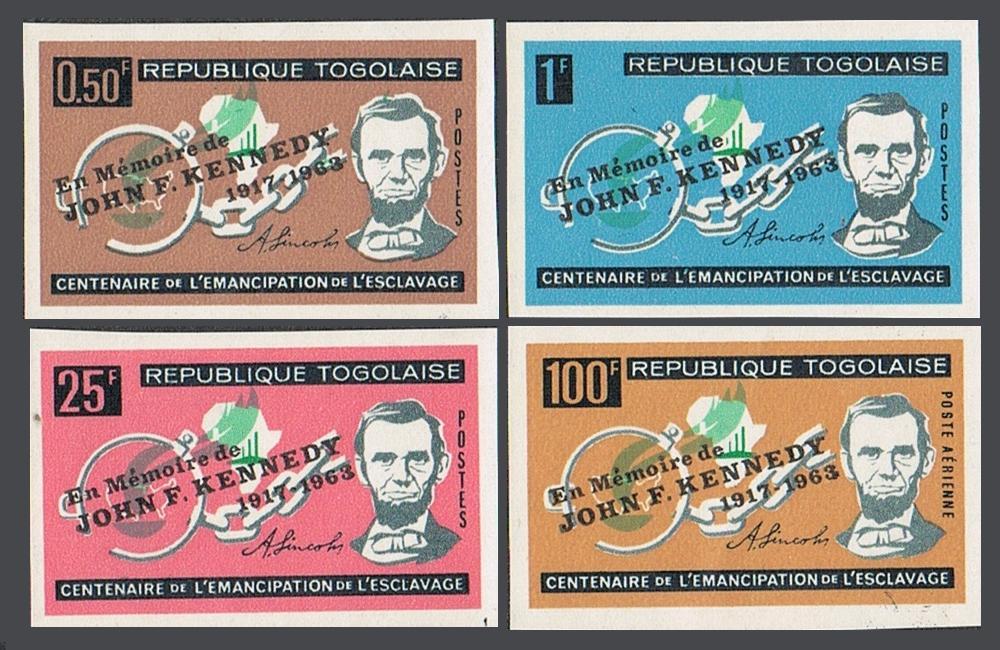 0.50F
REPUBLIQUE TOGOLAISE
POSTES
En Mémoire de
JOHN F. KENNEDY
1917-1963
A. Lincoln
CENTENAIRE DE L'EMANCIPATION DE L'ESCLAVAGE
1F
REPUBLIQUE TOGOLAISE
POSTES
En Mémoire de
JOHN F. KENNEDY
1917-1963
A. Lincoln
CENTENAIRE DE L'EMANCIPATION DE L'ESCLAVAGE
25F
REPUBLIQUE TOGOLAISE
POSTES
En Mémoire de
JOHN F. KENNEDY
1917-1963
A. Lincoln
CENTENAIRE DE L'EMANCIPATION DE L'ESCLAVAGE
100F
REPUBLIQUE TOGOLAISE
POSTE AÉRIENNE
En Mémoire de
JOHN F. KENNEDY
1917-1963
A. Lincoln
CENTENAIRE DE L'EMANCIPATION DE L'ESCLAVAGE